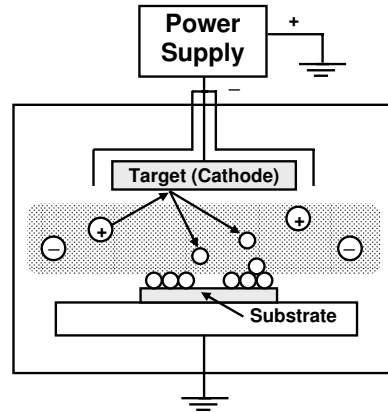 Power
Supply
+
−
Target (Cathode)
+
+
−
−
Substrate